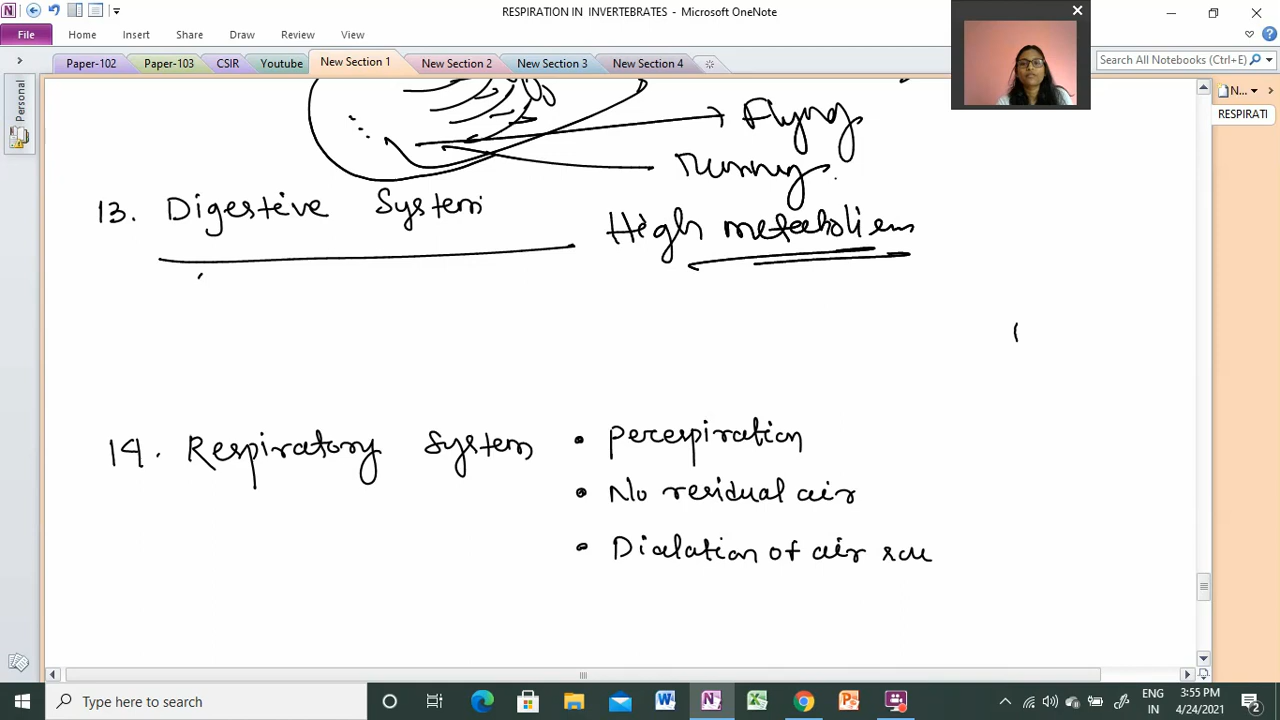 RESPIRATION IN INVERTEBRATES - Microsoft OneNote
File Home Insert Share Draw Review View
Paper-102 Paper-103 CSIR Youtube New Section 1 New Section 2 New Section 3 New Section 4
Search All Notebooks (Ctrl+E)
N...
RESPIRATI
Personal
Flying
Running
13. Digestive System
High metabolism
14. Respiratory System
• perespiration
• No residual air
• Dialation of air sac
Type here to search
ENG
IN
3:55 PM
4/24/2021
2